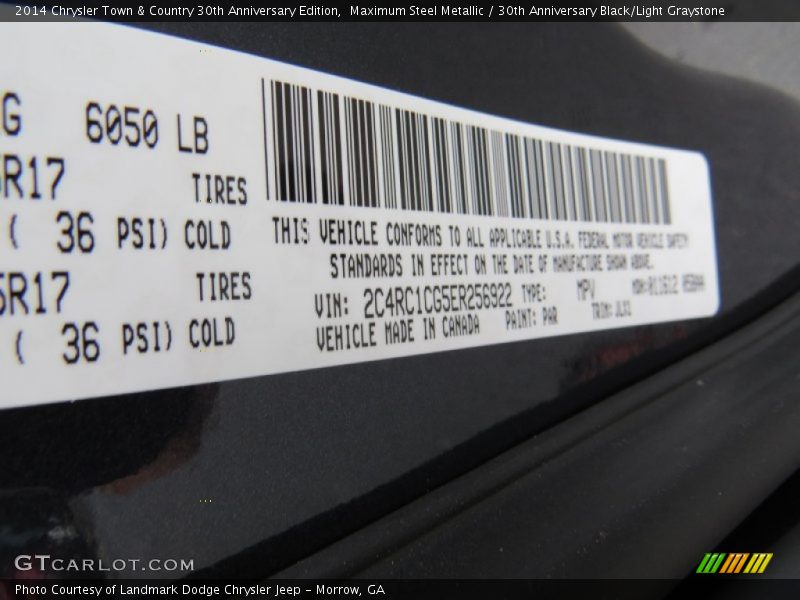 2014 Chrysler Town & Country 30th Anniversary Edition,  Maximum Steel Metallic / 30th Anniversary Black/Light Graystone
G 6050 LB
R17 TIRES
( 36 PSI) COLD
5R17 TIRES
( 36 PSI) COLD
THIS VEHICLE CONFORMS TO ALL APPLICABLE U.S.A. FEDERAL MOTOR VEHICLE SAFETY
STANDARDS IN EFFECT ON THE DATE OF MANUFACTURE SHOWN ABOVE.
VIN: 2C4RC1CG5ER256922 TYPE: MPV MDH:
VEHICLE MADE IN CANADA PAINT: PAR TRIM:
GTCARLOT.COM
Photo Courtesy of Landmark Dodge Chrysler Jeep - Morrow, GA